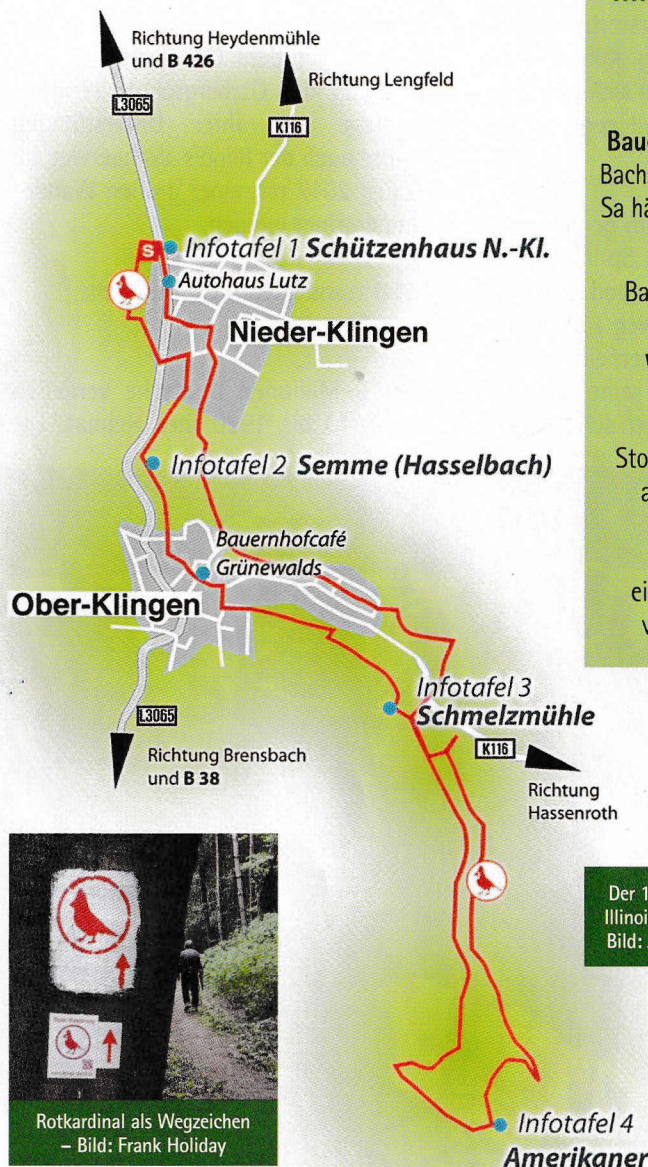 Richtung Heydenmühle
und B 426
Richtung Lengfeld
L3065
K116
S
Infotafel 1 Schützenhaus N.-Kl.
Autohaus Lutz
Nieder-Klingen
Infotafel 2 Semme (Hasselbach)
Bauernhofcafé
Grünewalds
Ober-Klingen
Infotafel 3
Schmelzmühle
L3065
K116
Richtung Brensbach
und B 38
Richtung
Hassenroth
Infotafel 4
Amerikaner
Rotkardinal als Wegzeichen
– Bild: Frank Holiday
Baue
Bachs
Sa hä
Ba
Sto
a
ei
v
Der 1
Illinoi
Bild: